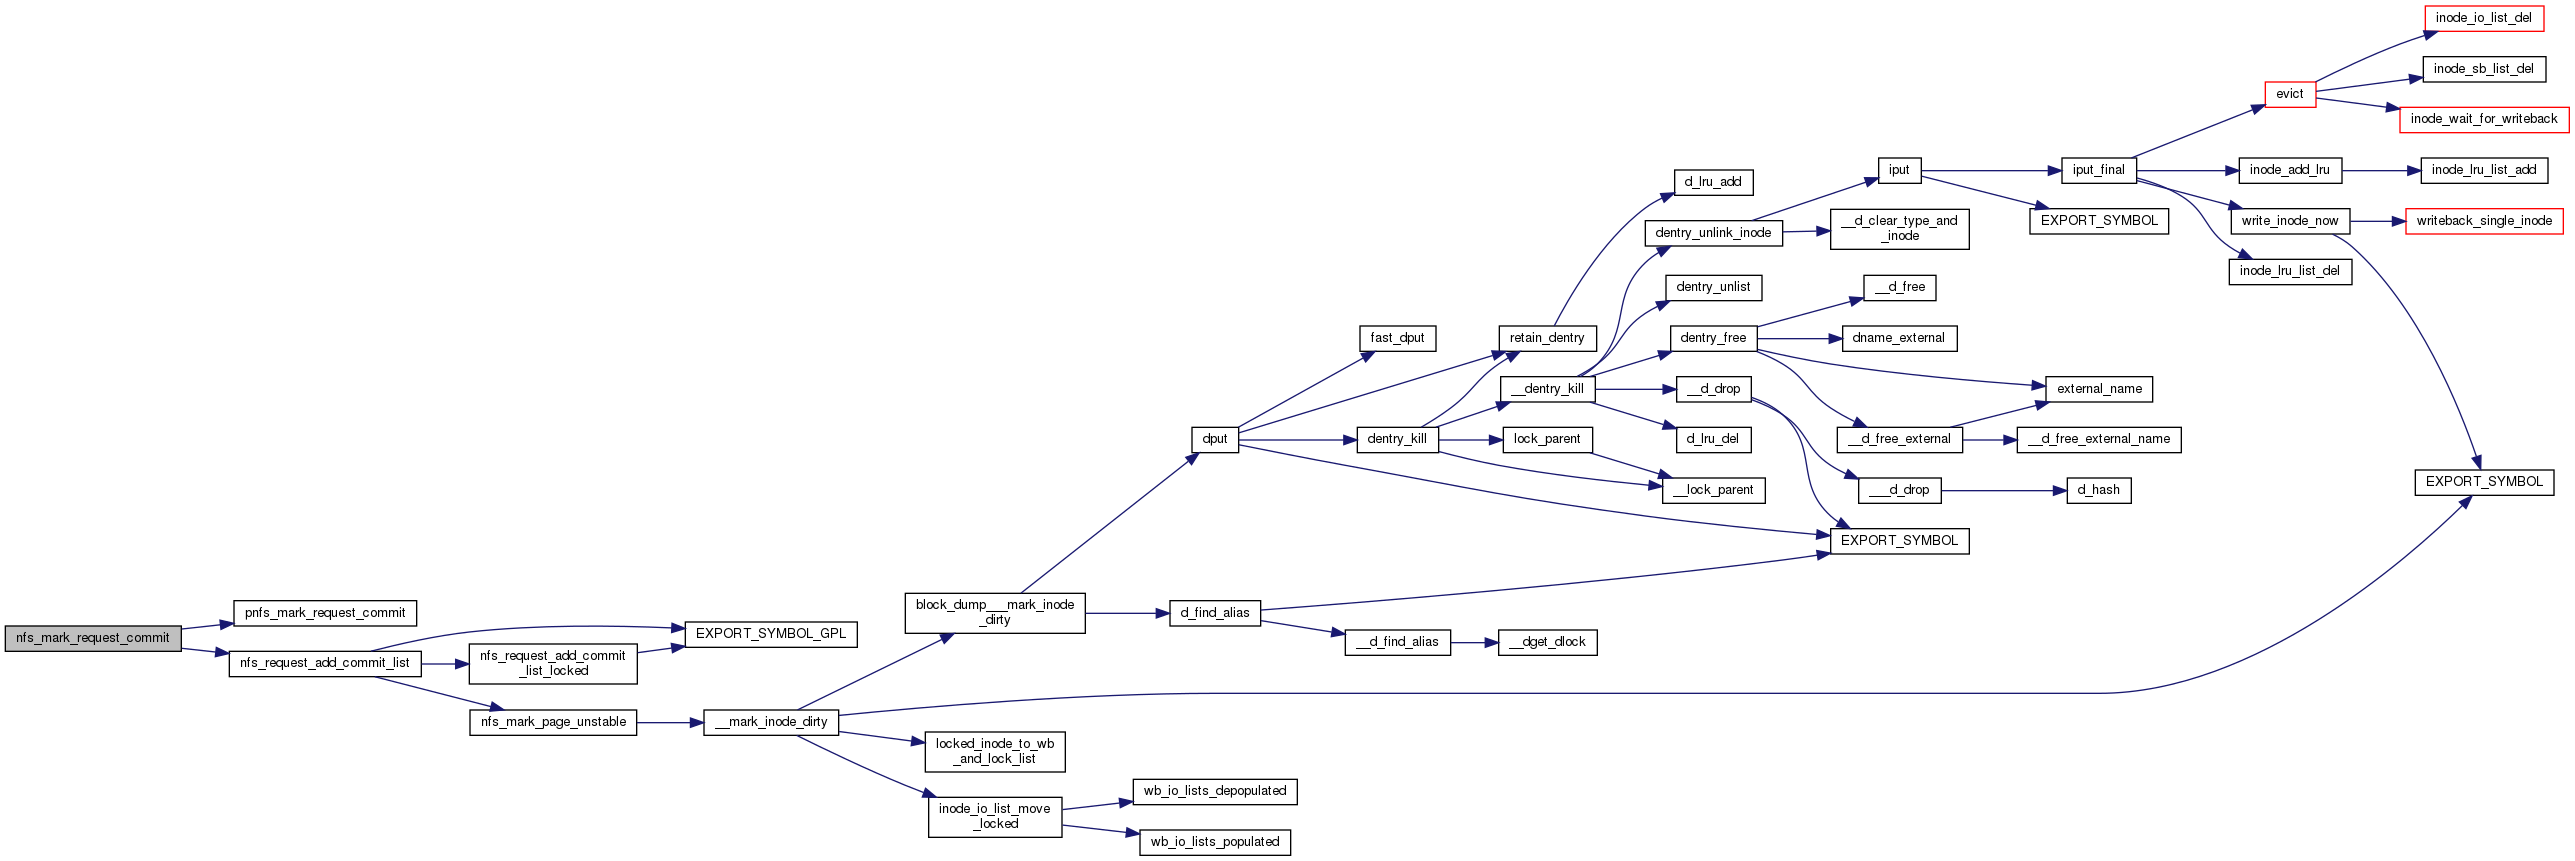 inode_io_list_del
inode_sb_list_del
evict
inode_wait_for_writeback
iput
iput_final
inode_add_lru
inode_lru_list_add
d_lru_add
EXPORT_SYMBOL
write_inode_now
writeback_single_inode
dentry_unlink_inode
__d_clear_type_and
_inode
inode_lru_list_del
dentry_unlist
__d_free
fast_dput
retain_dentry
dentry_free
dname_external
__dentry_kill
__d_drop
external_name
dput
dentry_kill
lock_parent
d_lru_del
__d_free_external
__d_free_external_name
__lock_parent
___d_drop
d_hash
EXPORT_SYMBOL
EXPORT_SYMBOL
block_dump___mark_inode
_dirty
d_find_alias
pnfs_mark_request_commit
nfs_mark_request_commit
EXPORT_SYMBOL_GPL
__d_find_alias
__dget_dlock
nfs_request_add_commit_list
nfs_request_add_commit
_list_locked
nfs_mark_page_unstable
__mark_inode_dirty
locked_inode_to_wb
_and_lock_list
wb_io_lists_depopulated
inode_io_list_move
_locked
wb_io_lists_populated